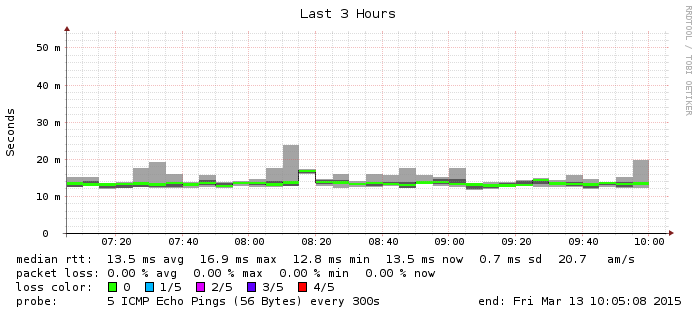 Last 3 Hours
RRDTOOL / TOBI OETIKER
Seconds
50 m
40 m
30 m
20 m
10 m
0
07:20 07:40 08:00 08:20 08:40 09:00 09:20 09:40 10:00
median rtt: 13.5 ms avg 16.9 ms max 12.8 ms min 13.5 ms now 0.7 ms sd 20.7 am/s
packet loss: 0.00 % avg 0.00 % max 0.00 % min 0.00 % now
loss color: 0 1/5 2/5 3/5 4/5
probe: 5 ICMP Echo Pings (56 Bytes) every 300s end: Fri Mar 13 10:05:08 2015